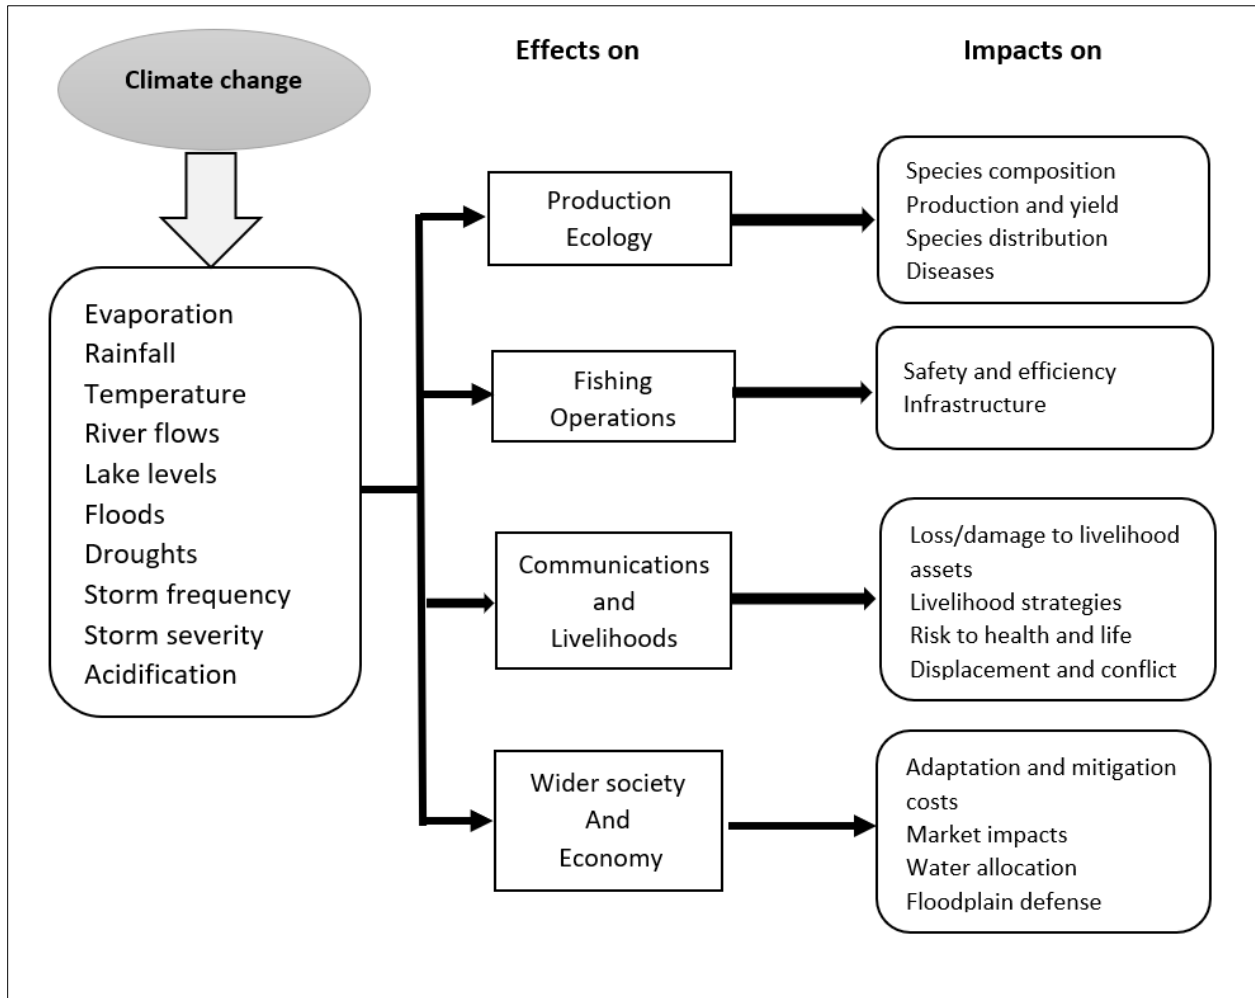 Climate change
Effects on
Impacts on
Evaporation
Rainfall
Temperature
River flows
Lake levels
Floods
Droughts
Storm frequency
Storm severity
Acidification
Production
Ecology
Species composition
Production and yield
Species distribution
Diseases
Fishing
Operations
Safety and efficiency
Infrastructure
Communications
and
Livelihoods
Loss/damage to livelihood
assets
Livelihood strategies
Risk to health and life
Displacement and conflict
Wider society
And
Economy
Adaptation and mitigation
costs
Market impacts
Water allocation
Floodplain defense